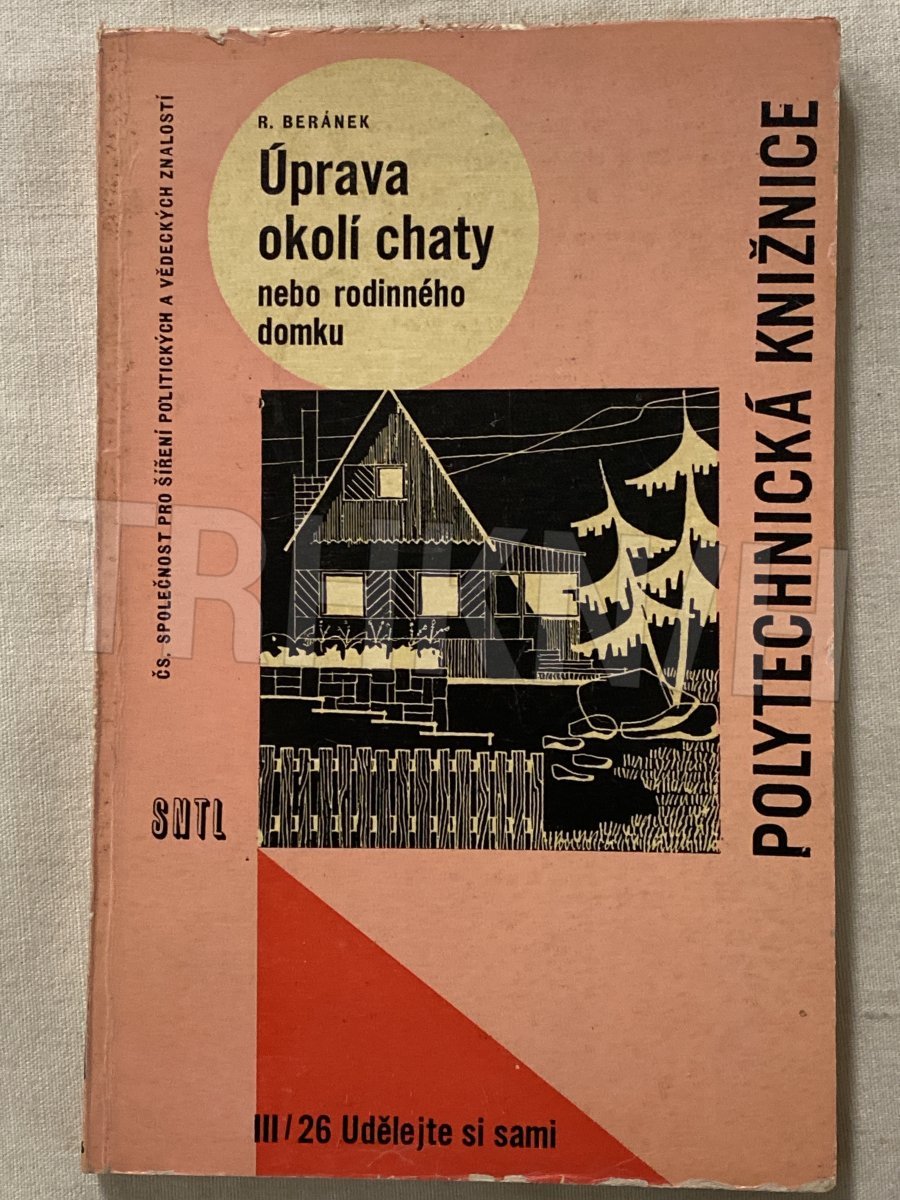 R. BERÁNEK
Úprava
okolí chaty
nebo rodinného
domku
ČS. SPOLEČNOST PRO ŠÍŘENÍ POLITICKÝCH A VĚDECKÝCH ZNALOSTÍ
POLYTECHNICKÁ KNIŽNICE
SNTL
III/26 Udělejte si sami